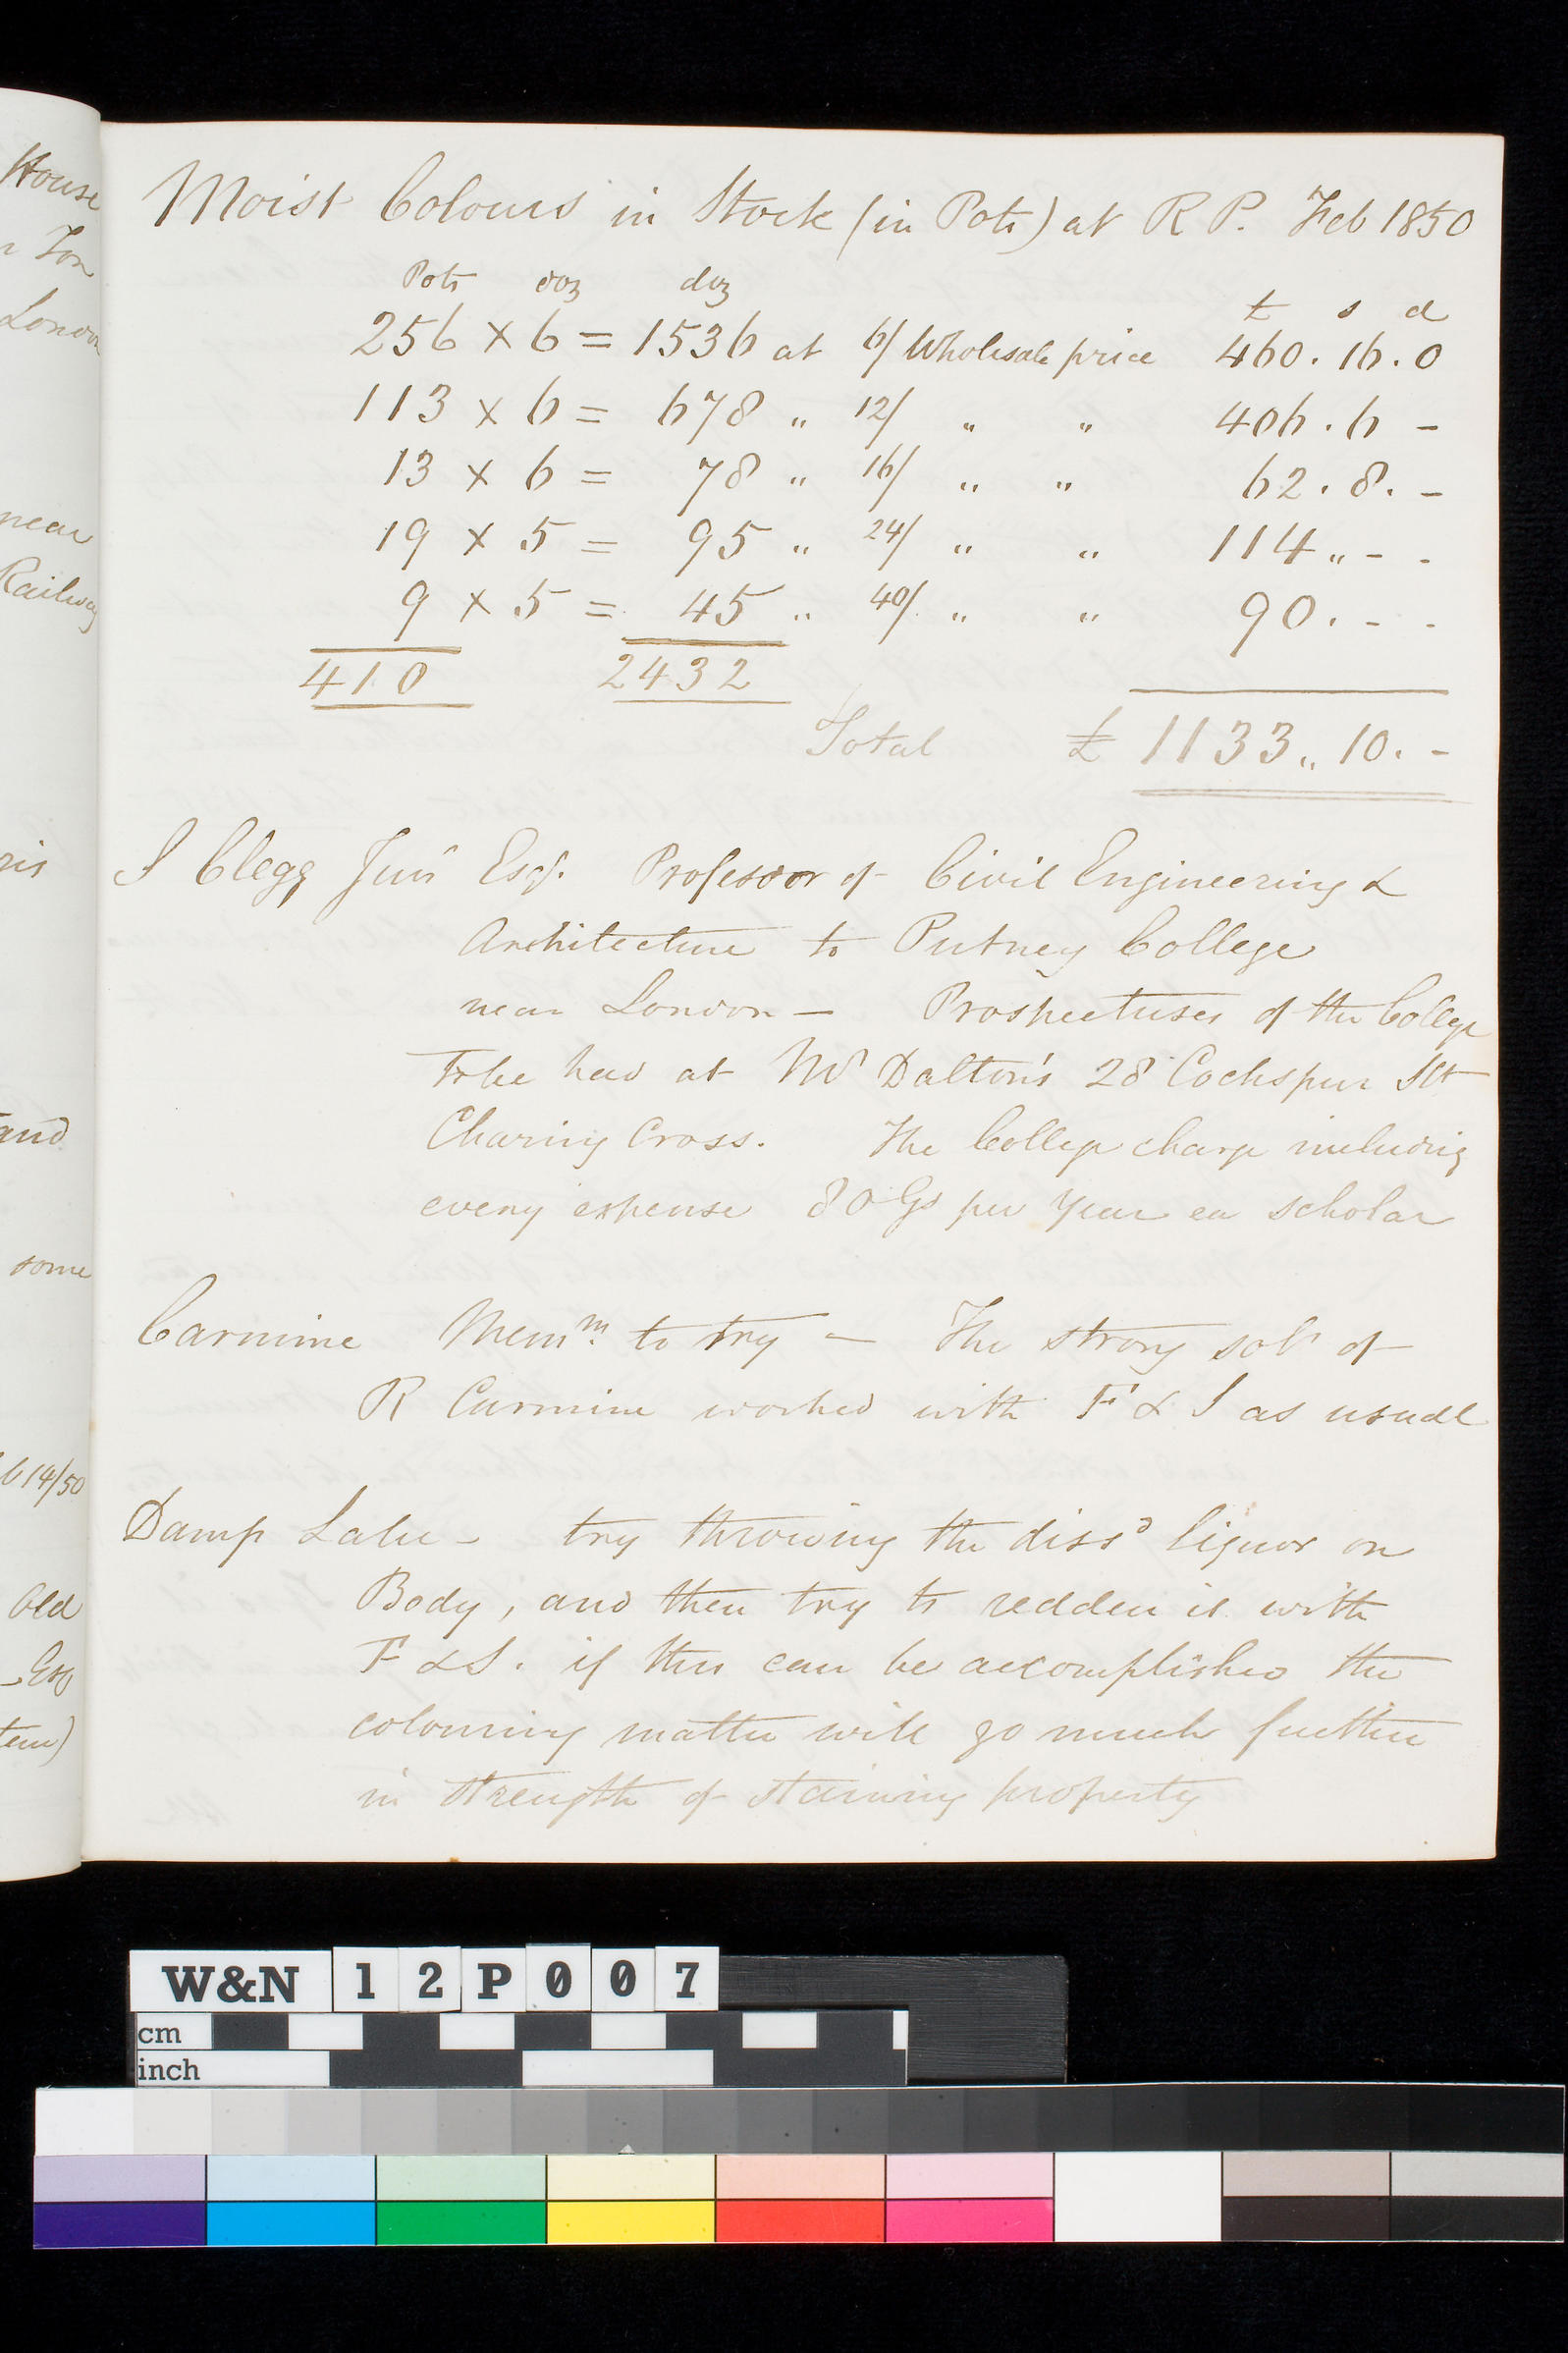 Moist Colours in Stock (in Pots) at R P. Feb 1850
Pots doz doz £ s d
256 × 6 = 1536 at 6/ Wholesale price 460 . 16 . 0
113 × 6 = 678 " 12/ " " 406 . 6 -
13 × 6 = 78 " 16/ " " 62 . 8 . -
19 × 5 = 95 " 24/ " " 114 " - -
9 × 5 = 45 " 40/ " " 90 . - -
410 2432
Total £ 1133 " 10 . -
S Clegg Junr Esqr. Professor of Civil Engineering &
Architecture to Putney College
near London — Prospectuses of the College
To be had at Mr Dalton's 28 Cockspur St
Charing Cross. The College charge including
every expense 80 Gs per Year ea scholar
Carmine Memm. to try — The strong soln of
R Carmine worked with F & S as usual
Damp Lake - try throwing the dissd liquor on
Body, and then try to redden it with
F & S. if this can be accomplished the
colouring matter will go much further
in strength of staining property
House
London
near
Railway
and
some
14/50
Old
W&N 12P007
cm
inch